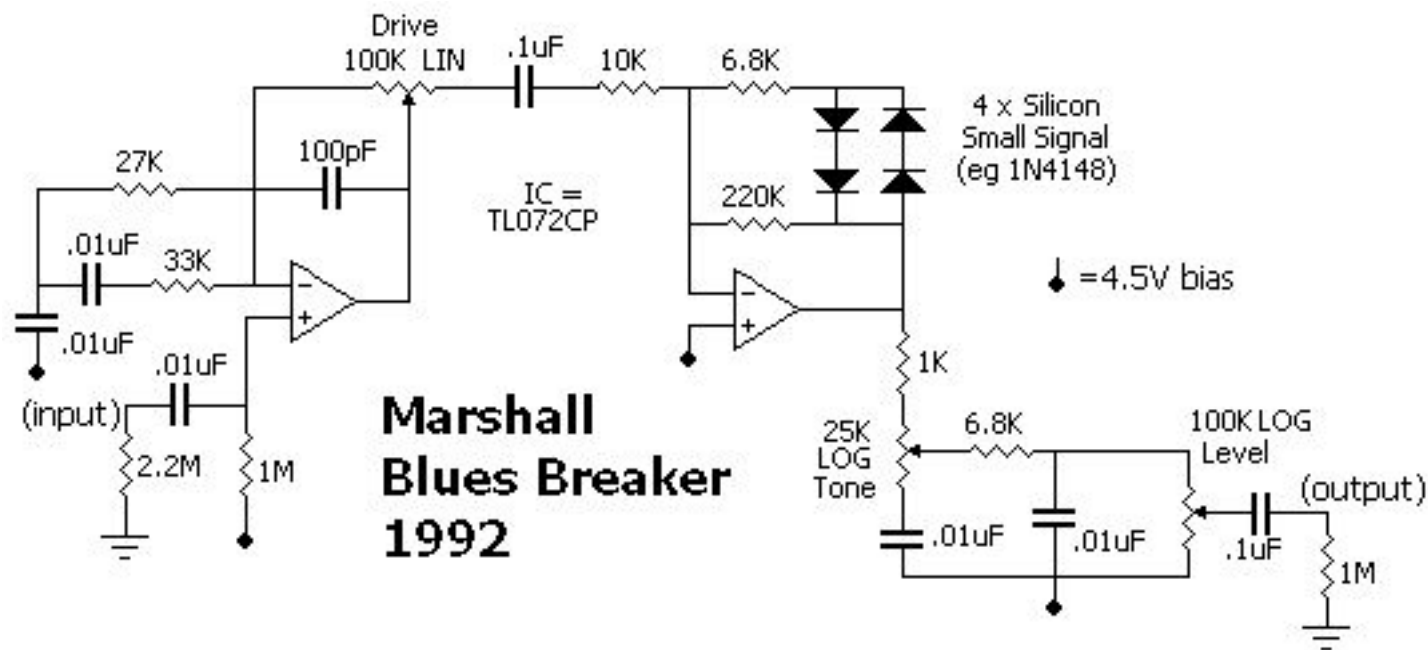 Drive
100K LIN
.1uF
10K
6.8K
4 x Silicon
Small Signal
(eg 1N4148)
27K
100pF
IC =
TL072CP
220K
.01uF
33K
=4.5V bias
.01uF
.01uF
(input)
2.2M
1M
Marshall
Blues Breaker
1992
1K
25K
LOG
Tone
6.8K
100K LOG
Level
(output)
.01uF
.01uF
.1uF
1M